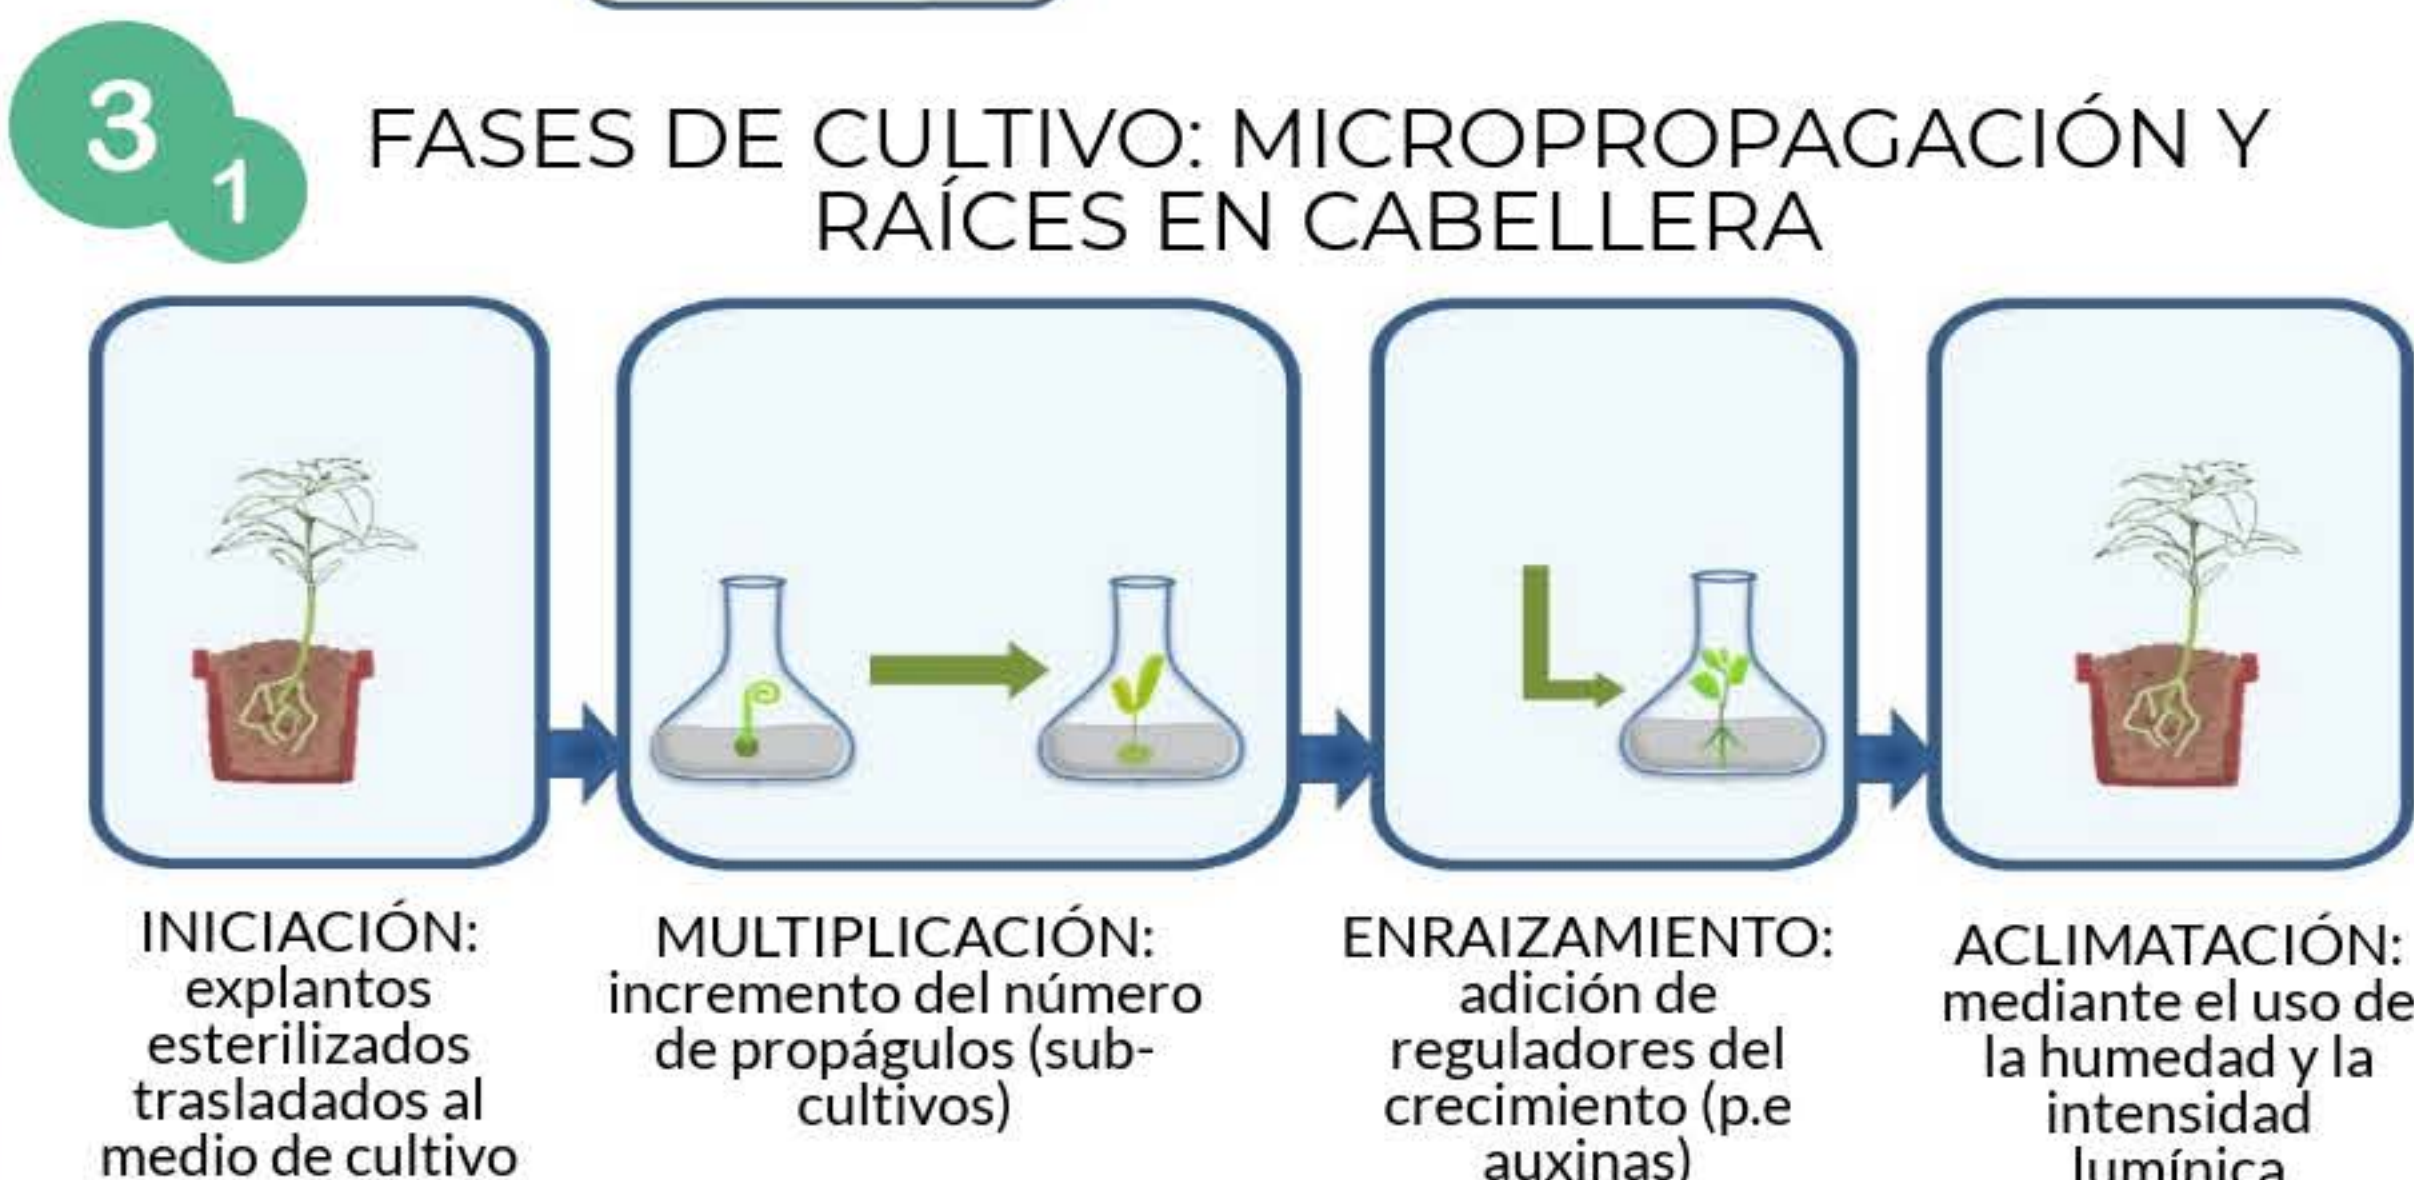 3
1
FASES DE CULTIVO: MICROPROPAGACIÓN Y
RAÍCES EN CABELLERA
INICIACIÓN:
explantos
esterilizados
trasladados al
medio de cultivo
MULTIPLICACIÓN:
incremento del número
de propágulos (sub-
cultivos)
ENRAIZAMIENTO:
adición de
reguladores del
crecimiento (p.e
auxinas)
ACLIMATACIÓN:
mediante el uso de
la humedad y la
intensidad
lumínica